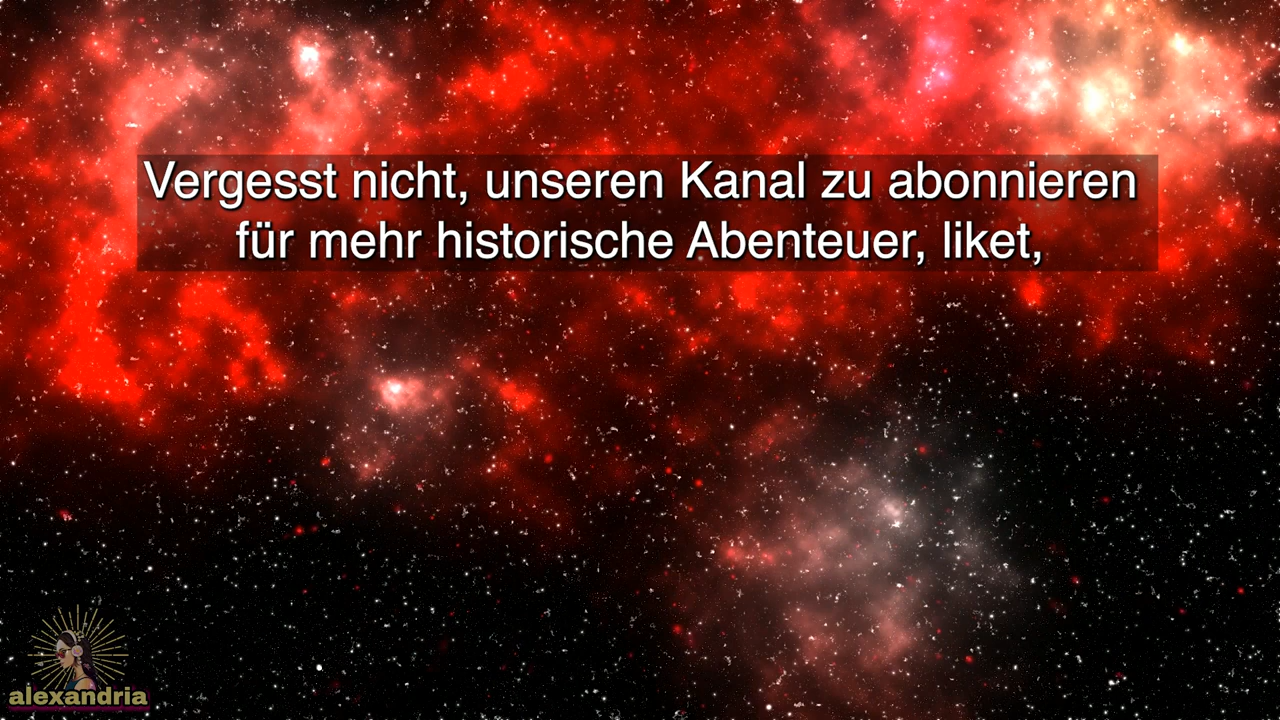 Vergesst nicht, unseren Kanal zu abonnieren
für mehr historische Abenteuer, liket,
alexandria